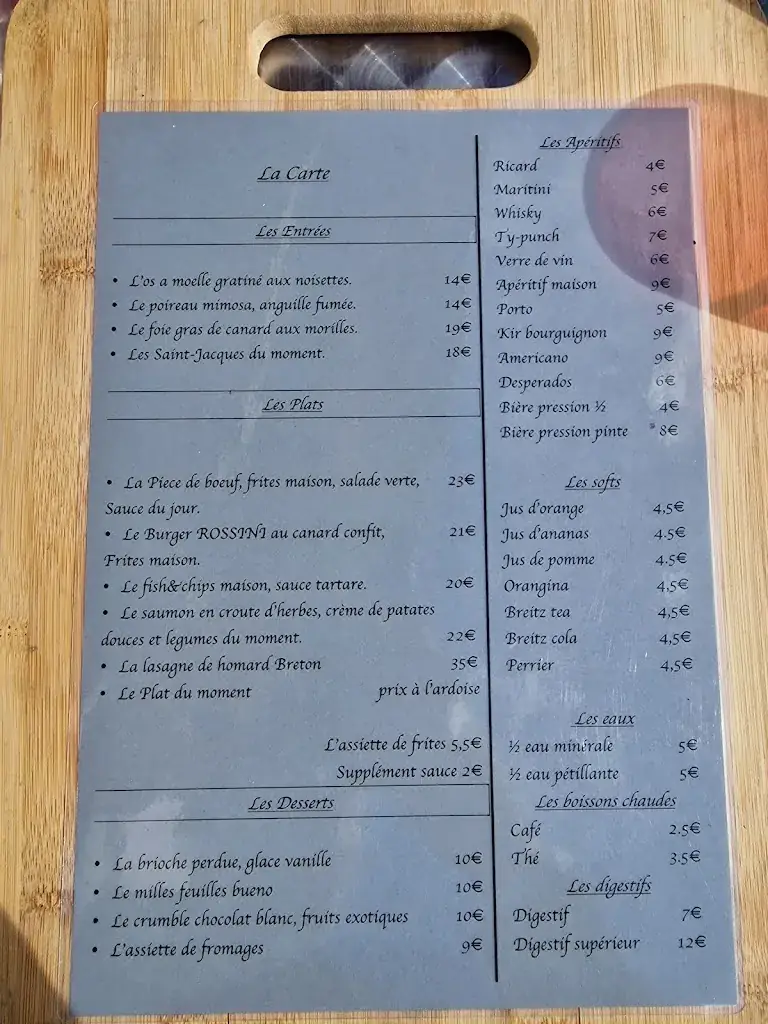 La Carte
Les Entrées
• L'os a moelle gratiné aux noisettes. 14€
• Le poireau mimosa, anguille fumée. 14€
• Le foie gras de canard aux morilles. 19€
• Les Saint-Jacques du moment. 18€
Les Plats
• La Piece de boeuf, frites maison, salade verte, 23€
Sauce du jour.
• Le Burger ROSSINI au canard confit, 21€
Frites maison.
• Le fish&chips maison, sauce tartare. 20€
• Le saumon en croute d'herbes, crème de patates
douces et legumes du moment. 22€
• La lasagne de homard Breton 35€
• Le Plat du moment prix à l'ardoise
L'assiette de frites 5,5€
Supplément sauce 2€
Les Desserts
• La brioche perdue, glace vanille 10€
• Le milles feuilles bueno 10€
• Le crumble chocolat blanc, fruits exotiques 10€
• L'assiette de fromages 9€
Les Apéritifs
Ricard 4€
Maritini 5€
Whisky 6€
Ty-punch 7€
Verre de vin 6€
Apéritif maison 9€
Porto 5€
Kir bourguignon 9€
Americano 9€
Desperados 6€
Bière pression ½ 4€
Bière pression pinte 8€
Les softs
Jus d'orange 4,5€
Jus d'ananas 4.5€
Jus de pomme 4.5€
Orangina 4,5€
Breitz tea 4,5€
Breitz cola 4,5€
Perrier 4,5€
Les eaux
½ eau minérale 5€
½ eau pétillante 5€
Les boissons chaudes
Café 2.5€
Thé 3.5€
Les digestifs
Digestif 7€
Digestif supérieur 12€